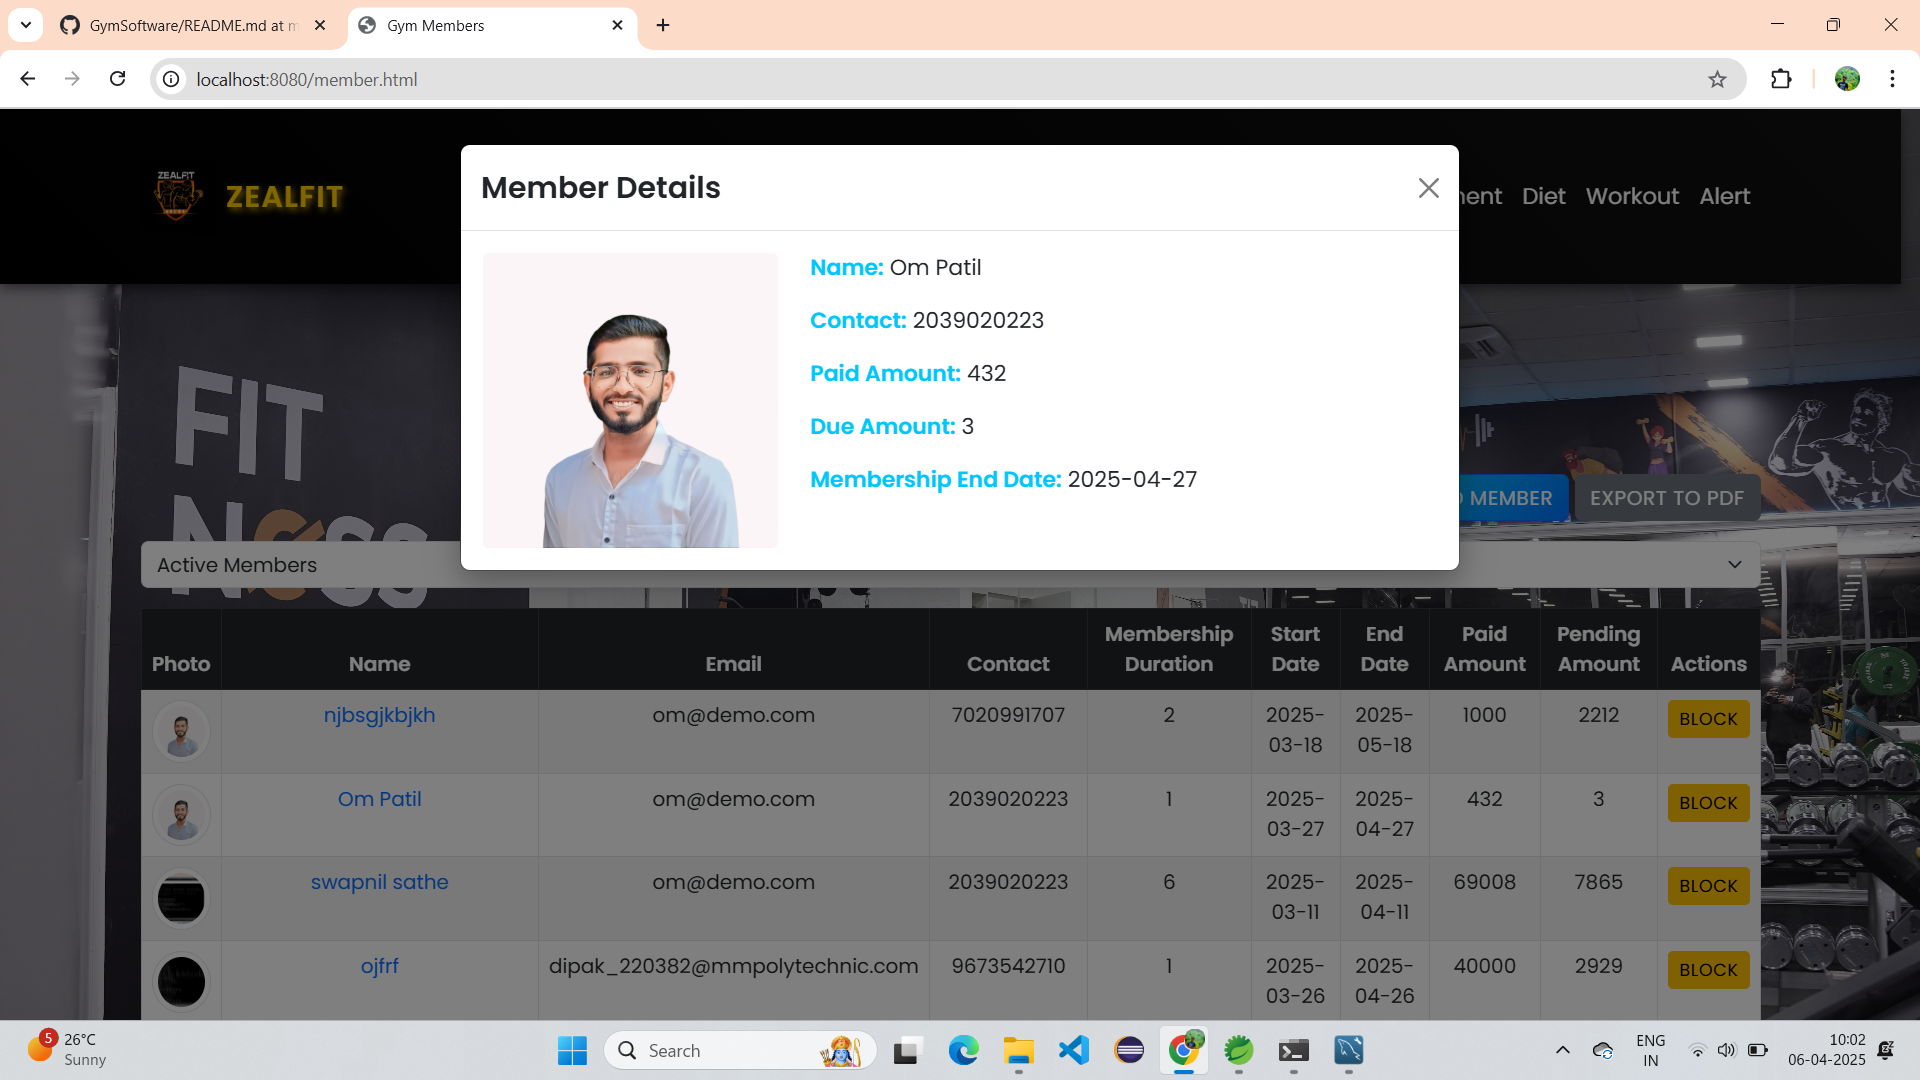 GymSoftware/README.md at m
Gym Members
localhost:8080/member.html
ZEALFIT
ZEALFIT
Member Details
Diet
Workout
Alert
Name: Om Patil
Contact: 2039020223
Paid Amount: 432
Due Amount: 3
Membership End Date: 2025-04-27
FIT
NESS
MEMBER
EXPORT TO PDF
Active Members
Photo
Name
Email
Contact
Membership
Duration
Start
Date
End
Date
Paid
Amount
Pending
Amount
Actions
njbsgjkbjkh
om@demo.com
7020991707
2
2025-
03-18
2025-
05-18
1000
2212
BLOCK
Om Patil
om@demo.com
2039020223
1
2025-
03-27
2025-
04-27
432
3
BLOCK
swapnil sathe
om@demo.com
2039020223
6
2025-
03-11
2025-
04-11
69008
7865
BLOCK
ojfrf
dipak_220382@mmpolytechnic.com
9673542710
1
2025-
03-26
2025-
04-26
40000
2929
BLOCK
5
26°C
Sunny
Search
ENG
IN
10:02
06-04-2025